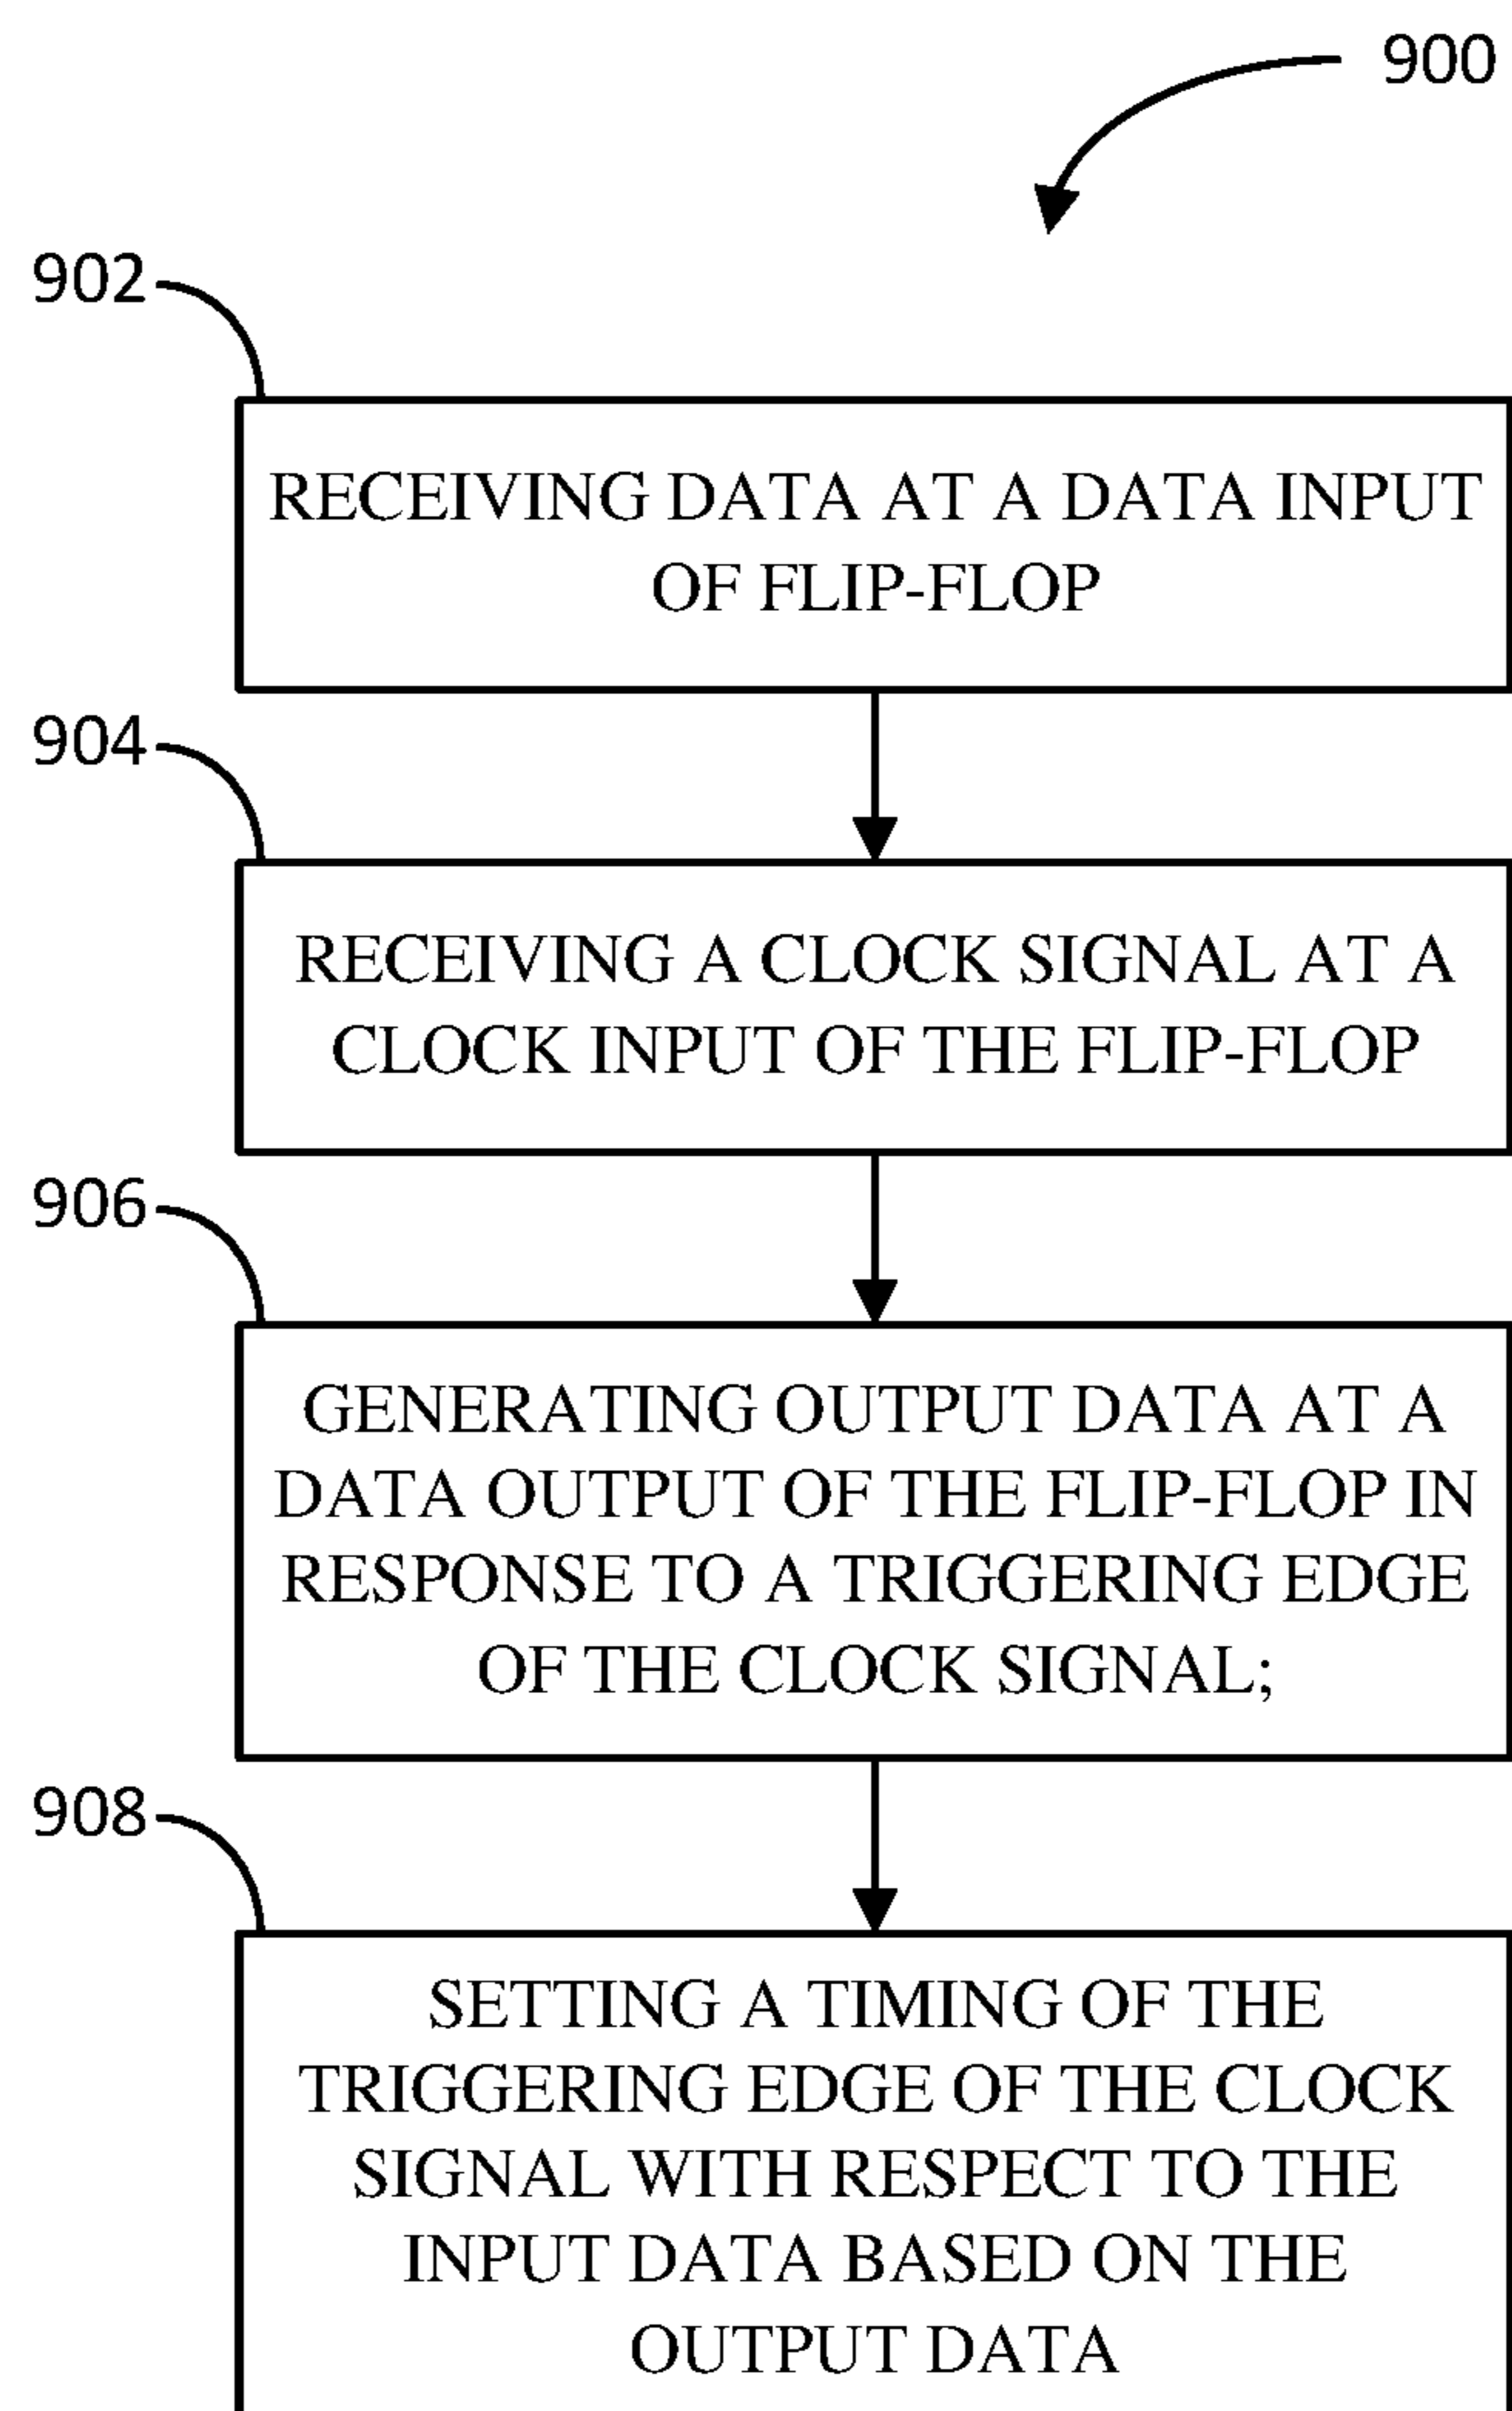 900
902
RECEIVING DATA AT A DATA INPUT
OF FLIP-FLOP
904
RECEIVING A CLOCK SIGNAL AT A
CLOCK INPUT OF THE FLIP-FLOP
906
GENERATING OUTPUT DATA AT A
DATA OUTPUT OF THE FLIP-FLOP IN
RESPONSE TO A TRIGGERING EDGE
OF THE CLOCK SIGNAL;
908
SETTING A TIMING OF THE
TRIGGERING EDGE OF THE CLOCK
SIGNAL WITH RESPECT TO THE
INPUT DATA BASED ON THE
OUTPUT DATA